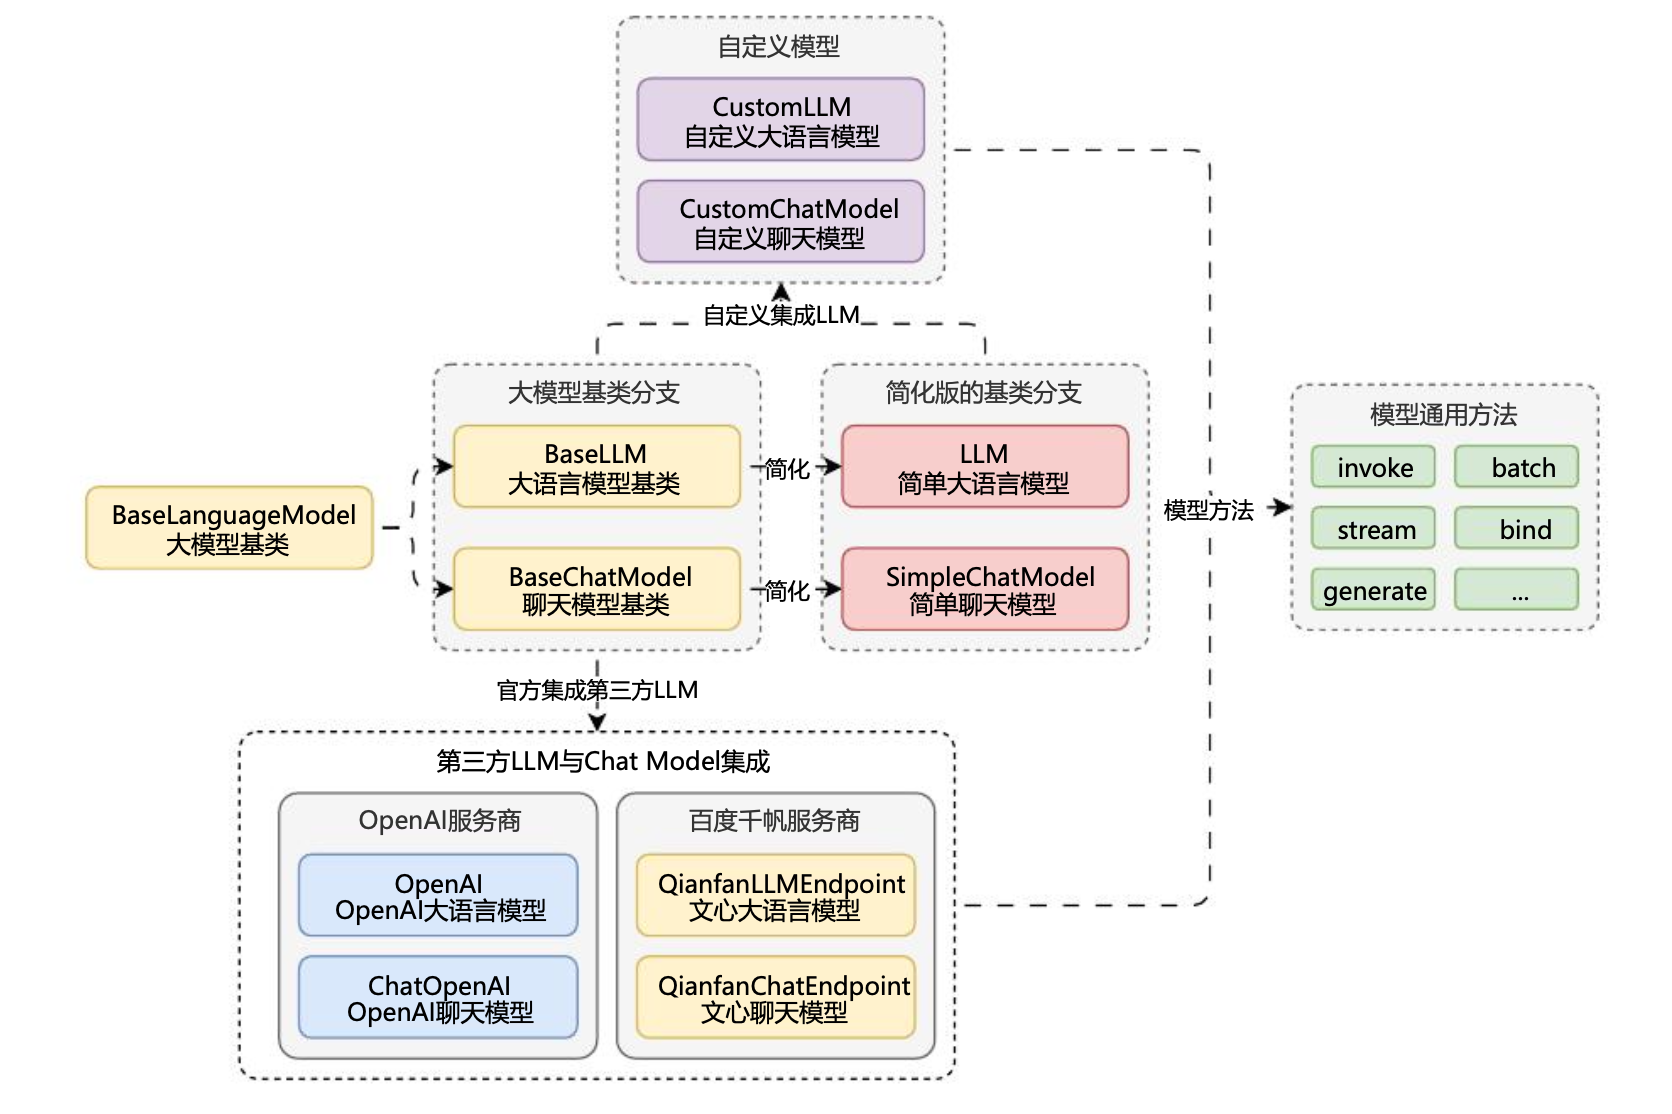 自定义模型
CustomLLM
自定义大语言模型
CustomChatModel
自定义聊天模型
自定义集成LLM
大模型基类分支
BaseLLM
大语言模型基类
BaseChatModel
聊天模型基类
简化
简化
简化版的基类分支
LLM
简单大语言模型
SimpleChatModel
简单聊天模型
BaseLanguageModel
大模型基类
模型方法
模型通用方法
invoke
batch
stream
bind
generate
...
官方集成第三方LLM
第三方LLM与Chat Model集成
OpenAI服务商
OpenAI
OpenAI大语言模型
ChatOpenAI
OpenAI聊天模型
百度千帆服务商
QianfanLLMEndpoint
文心大语言模型
QianfanChatEndpoint
文心聊天模型